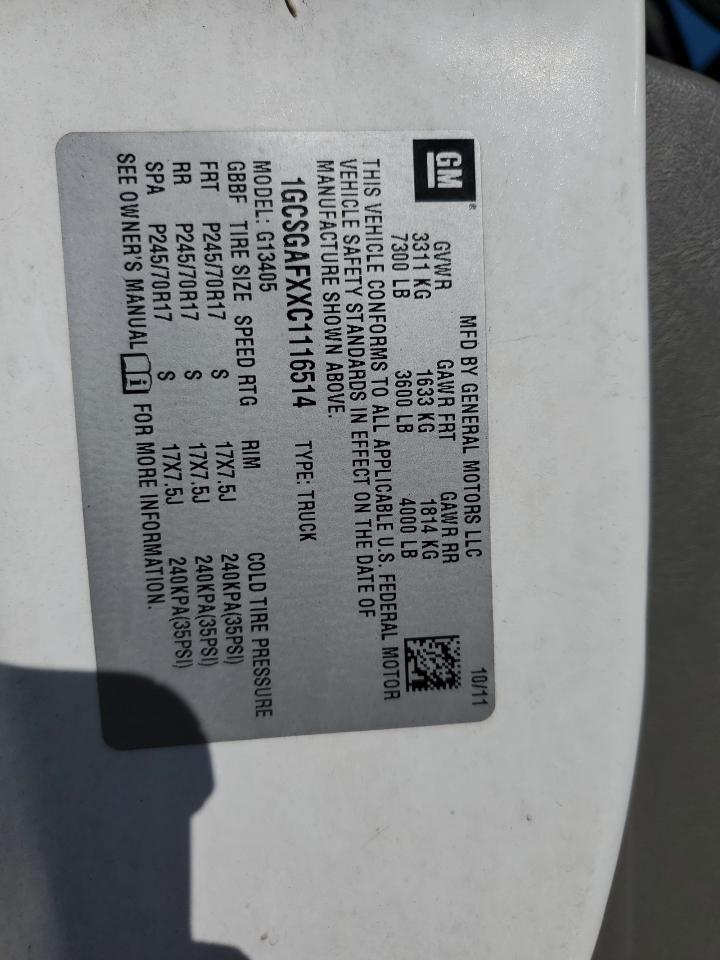 GM
MFD BY GENERAL MOTORS LLC 10/11
GVWR GAWR FRT GAWR RR
3311 KG 1633 KG 1814 KG
7300 LB 3600 LB 4000 LB
THIS VEHICLE CONFORMS TO ALL APPLICABLE U.S. FEDERAL MOTOR
VEHICLE SAFETY STANDARDS IN EFFECT ON THE DATE OF
MANUFACTURE SHOWN ABOVE.
1GCSGAFXXC1116514 TYPE: TRUCK
MODEL: G13405
GBBF TIRE SIZE SPEED RTG RIM COLD TIRE PRESSURE
FRT P245/70R17 S 17X7.5J 240KPA(35PSI)
RR P245/70R17 S 17X7.5J 240KPA(35PSI)
SPA P245/70R17 S 17X7.5J 240KPA(35PSI)
SEE OWNER'S MANUAL i FOR MORE INFORMATION.